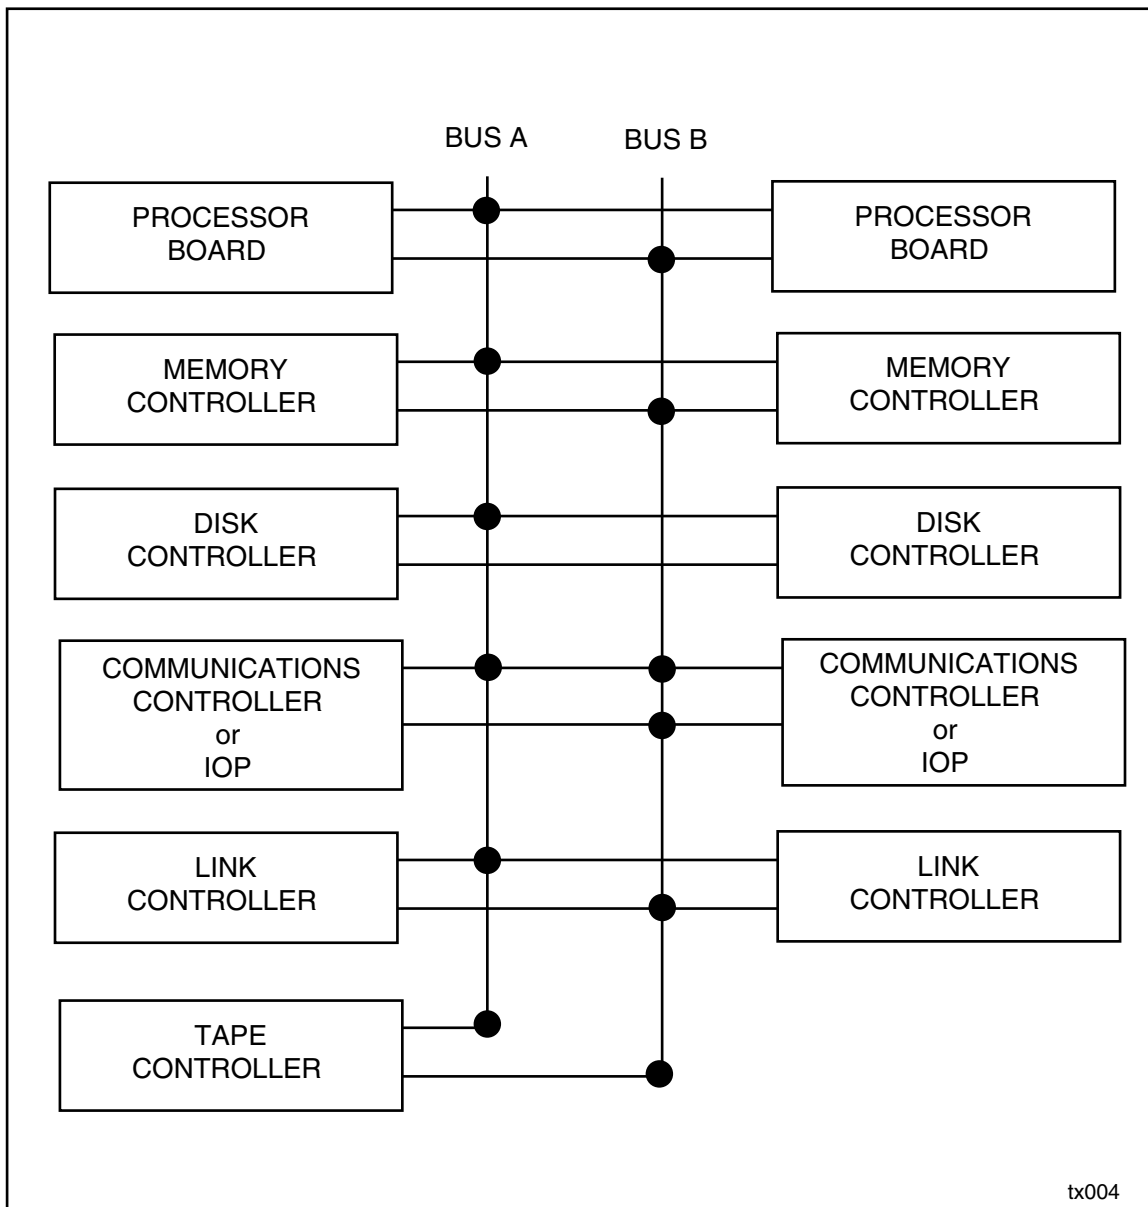 BUS A
BUS B
PROCESSOR
BOARD
PROCESSOR
BOARD
MEMORY
CONTROLLER
MEMORY
CONTROLLER
DISK
CONTROLLER
DISK
CONTROLLER
COMMUNICATIONS
CONTROLLER
or
IOP
COMMUNICATIONS
CONTROLLER
or
IOP
LINK
CONTROLLER
LINK
CONTROLLER
TAPE
CONTROLLER
tx004